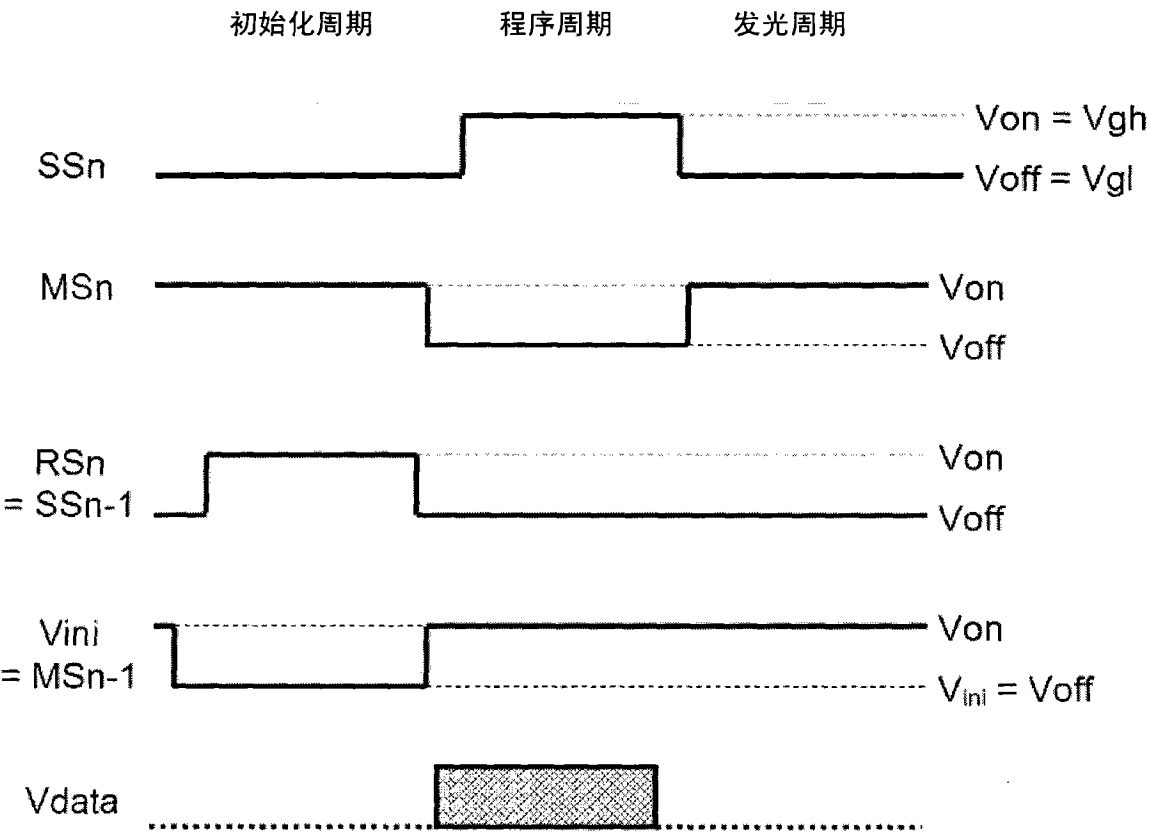 初始化周期 程序周期 发光周期
Von = Vgh
SSn
Voff = Vgl
MSn
Von
Voff
RSn
= SSn-1
Von
Voff
Vini
= MSn-1
Von
Vini = Voff
Vdata